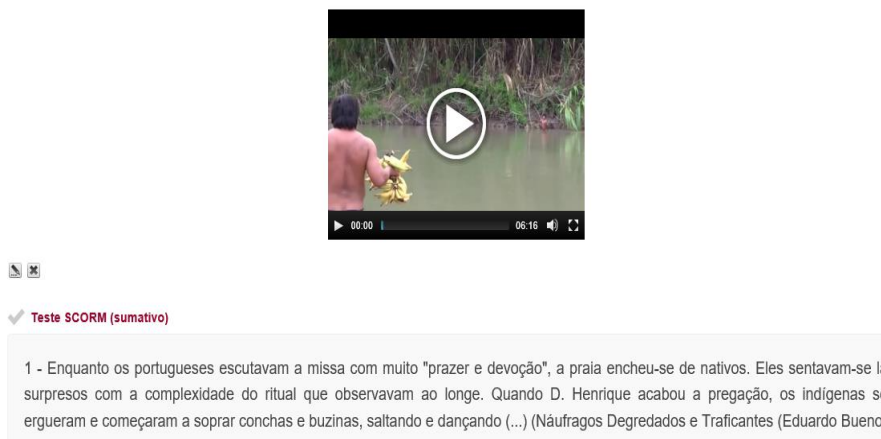 00:00 06:16
Teste SCORM (sumativo)
1 - Enquanto os portugueses escutavam a missa com muito "prazer e devoção", a praia encheu-se de nativos. Eles sentavam-se
surpresos com a complexidade do ritual que observavam ao longe. Quando D. Henrique acabou a pregação, os indígenas
ergueram e começaram a soprar conchas e buzinas, saltando e dançando (...) (Náufragos Degredados e Traficantes (Eduardo Bueno